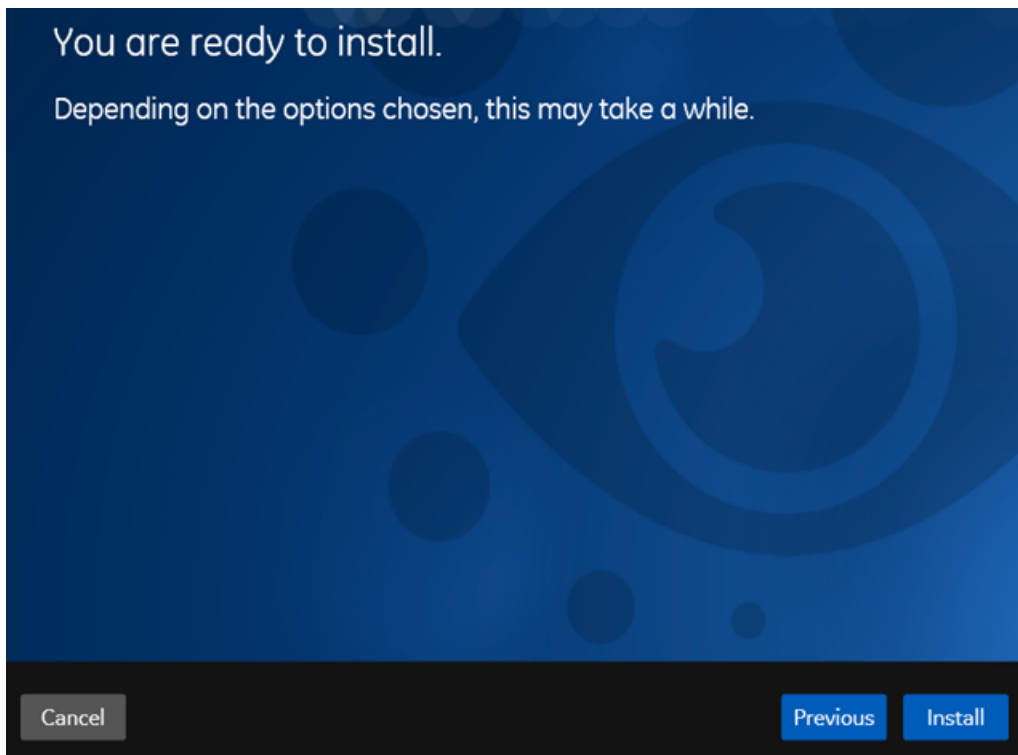 You are ready to install.
Depending on the options chosen, this may take a while.
Cancel
Previous
Install